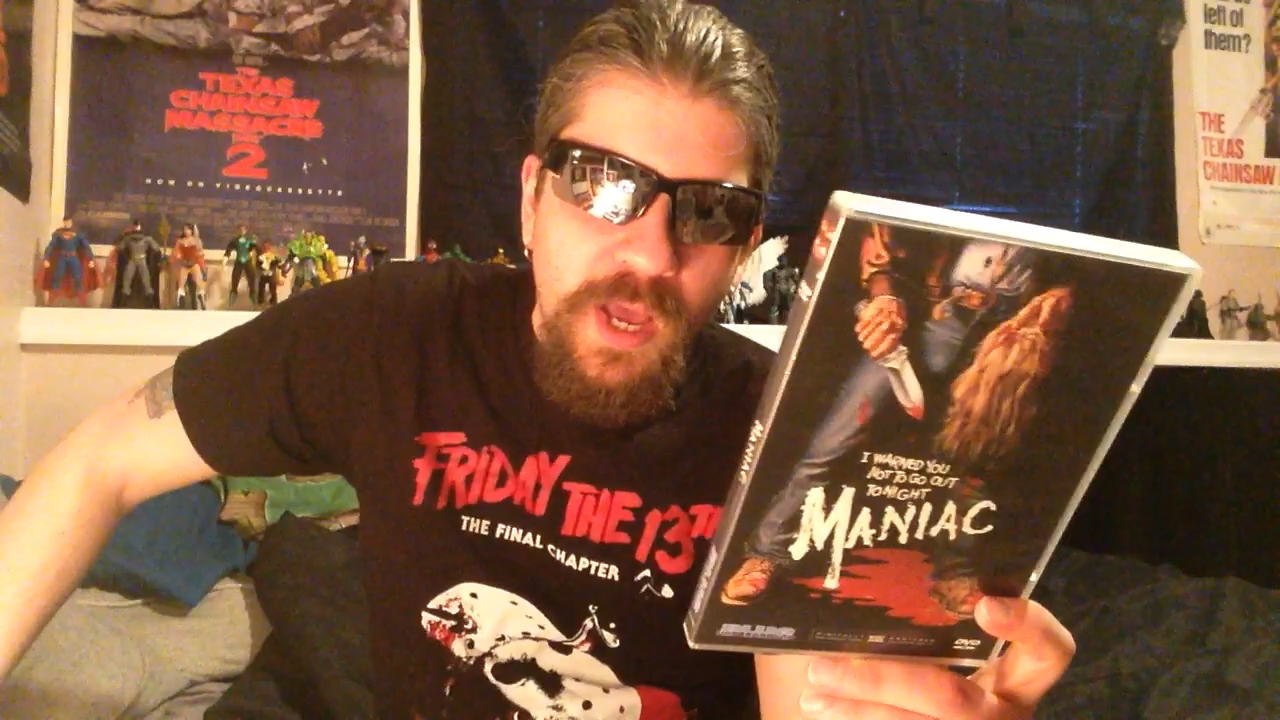 THE
TEXAS
CHAINSAW
MASSACRE
2
NOW ON VIDEOCASSETTE
left of
them?
THE
TEXAS
CHAINSAW
FRIDAY THE 13TH
THE FINAL CHAPTER
MANIAC
I WARNED YOU
NOT TO GO OUT
TONIGHT
MANIAC
DVD